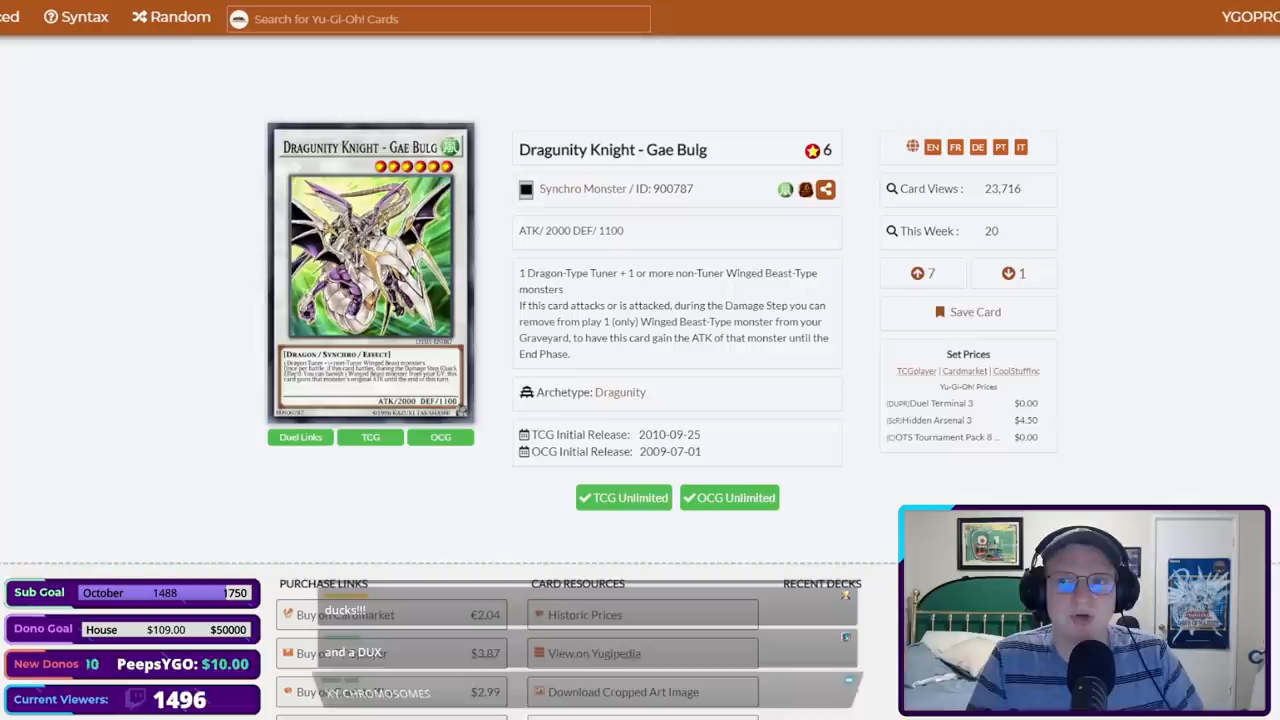 ced
Syntax
Random
Search for Yu-Gi-Oh! Cards
YGOPRO
DRAGUNITY KNIGHT - GAE BULG
[DRAGON / SYNCHRO / EFFECT]
ATK/2000 DEF/1100
Duel Links
TCG
OCG
Dragunity Knight - Gae Bulg
6
Synchro Monster / ID: 900787
ATK/ 2000 DEF/ 1100
1 Dragon-Type Tuner + 1 or more non-Tuner Winged Beast-Type
monsters
If this card attacks or is attacked, during the Damage Step you can
remove from play 1 (only) Winged Beast-Type monster from your
Graveyard, to have this card gain the ATK of that monster until the
End Phase.
Archetype: Dragunity
TCG Initial Release: 2010-09-25
OCG Initial Release: 2009-07-01
TCG Unlimited
OCG Unlimited
EN FR DE PT IT
Card Views : 23,716
This Week : 20
7
1
Save Card
Set Prices
TCGplayer | Cardmarket | CoolStuffInc
Yu-Gi-Oh! Prices
(DUPR)Duel Terminal 3 $0.00
(ScR)Hidden Arsenal 3 $4.50
(C)OTS Tournament Pack 8 ... $0.00
PURCHASE LINKS
CARD RESOURCES
RECENT DECKS
€2.04
Historic Prices
$3.87
View on Yugipedia
$2.99
Download Cropped Art Image
ducks!!!
and a DUX
XY CHROMOSOMES
Sub Goal October 1488 1750
Dono Goal House $109.00 $50000
New Donos PeepsYGO: $10.00
Current Viewers: 1496